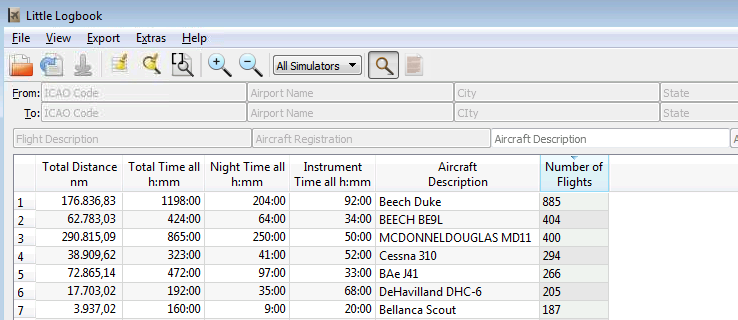 Little Logbook
File View Export Extras Help
All Simulators
From: ICAO Code Airport Name City State
To: ICAO Code Airport Name CIty State
Flight Description Aircraft Registration Aircraft Description A
Total Distance Total Time all Night Time all Instrument Aircraft Number of
nm h:mm h:mm Time all h:mm Description Flights
1 176.836,83 1198:00 204:00 92:00 Beech Duke 885
2 62.783,03 424:00 64:00 34:00 BEECH BE9L 404
3 290.815,09 865:00 250:00 50:00 MCDONNELDOUGLAS MD11 400
4 38.909,62 323:00 41:00 52:00 Cessna 310 294
5 72.865,14 472:00 97:00 33:00 BAe J41 266
6 17.703,02 192:00 35:00 68:00 DeHavilland DHC-6 205
7 3.937,02 160:00 9:00 20:00 Bellanca Scout 187